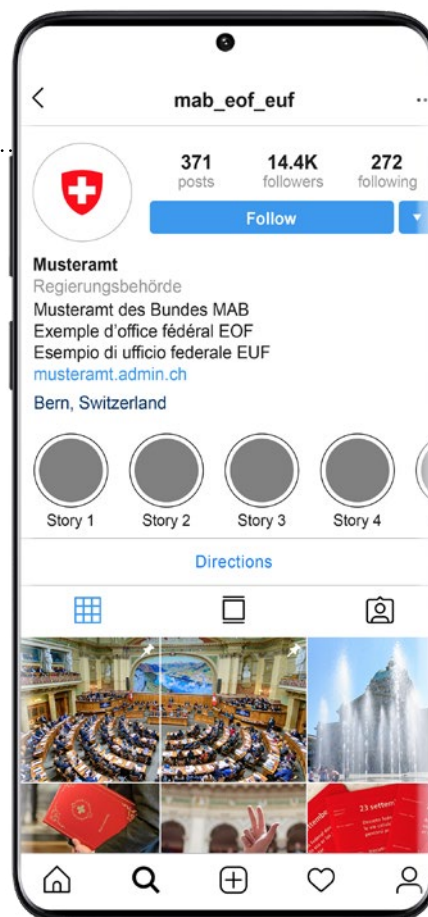 mab_eof_euf
371 14.4K 272
posts followers following
Follow
Musteramt
Regierungsbehörde
Musteramt des Bundes MAB
Exemple d'office fédéral EOF
Esempio di ufficio federale EUF
musteramt.admin.ch
Bern, Switzerland
Story 1 Story 2 Story 3 Story 4
Directions
23 settem